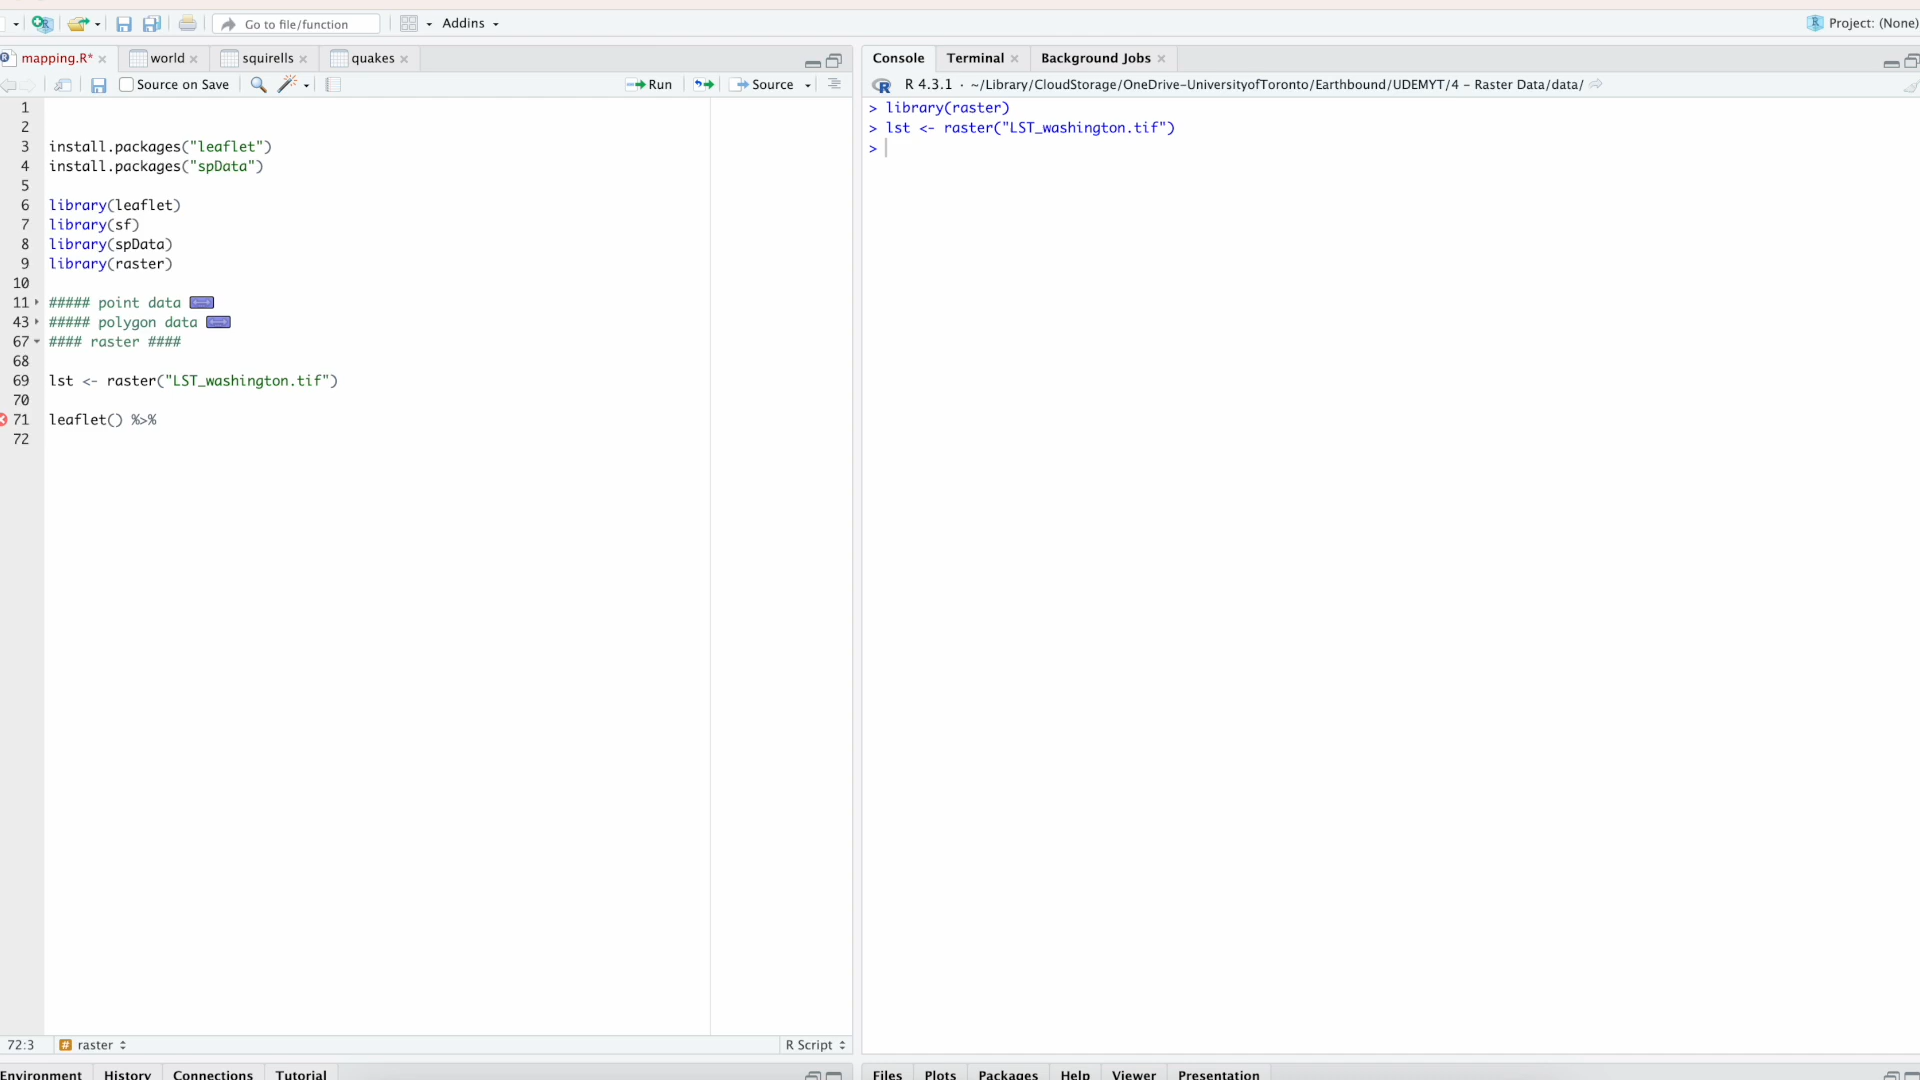 Go to file/function Addins Project: (None)
mapping.R* world squirells quakes
Source on Save Run Source
1
2
3 install.packages("leaflet")
4 install.packages("spData")
5
6 library(leaflet)
7 library(sf)
8 library(spData)
9 library(raster)
10
11 ##### point data
43 ##### polygon data
67 #### raster ####
68
69 lst <- raster("LST_washington.tif")
70
71 leaflet() %>%
72
72:3 raster R Script
Environment History Connections Tutorial
Console Terminal Background Jobs
R 4.3.1 · ~/Library/CloudStorage/OneDrive-UniversityofToronto/Earthbound/UDEMYT/4 - Raster Data/data/
> library(raster)
> lst <- raster("LST_washington.tif")
>
Files Plots Packages Help Viewer Presentation